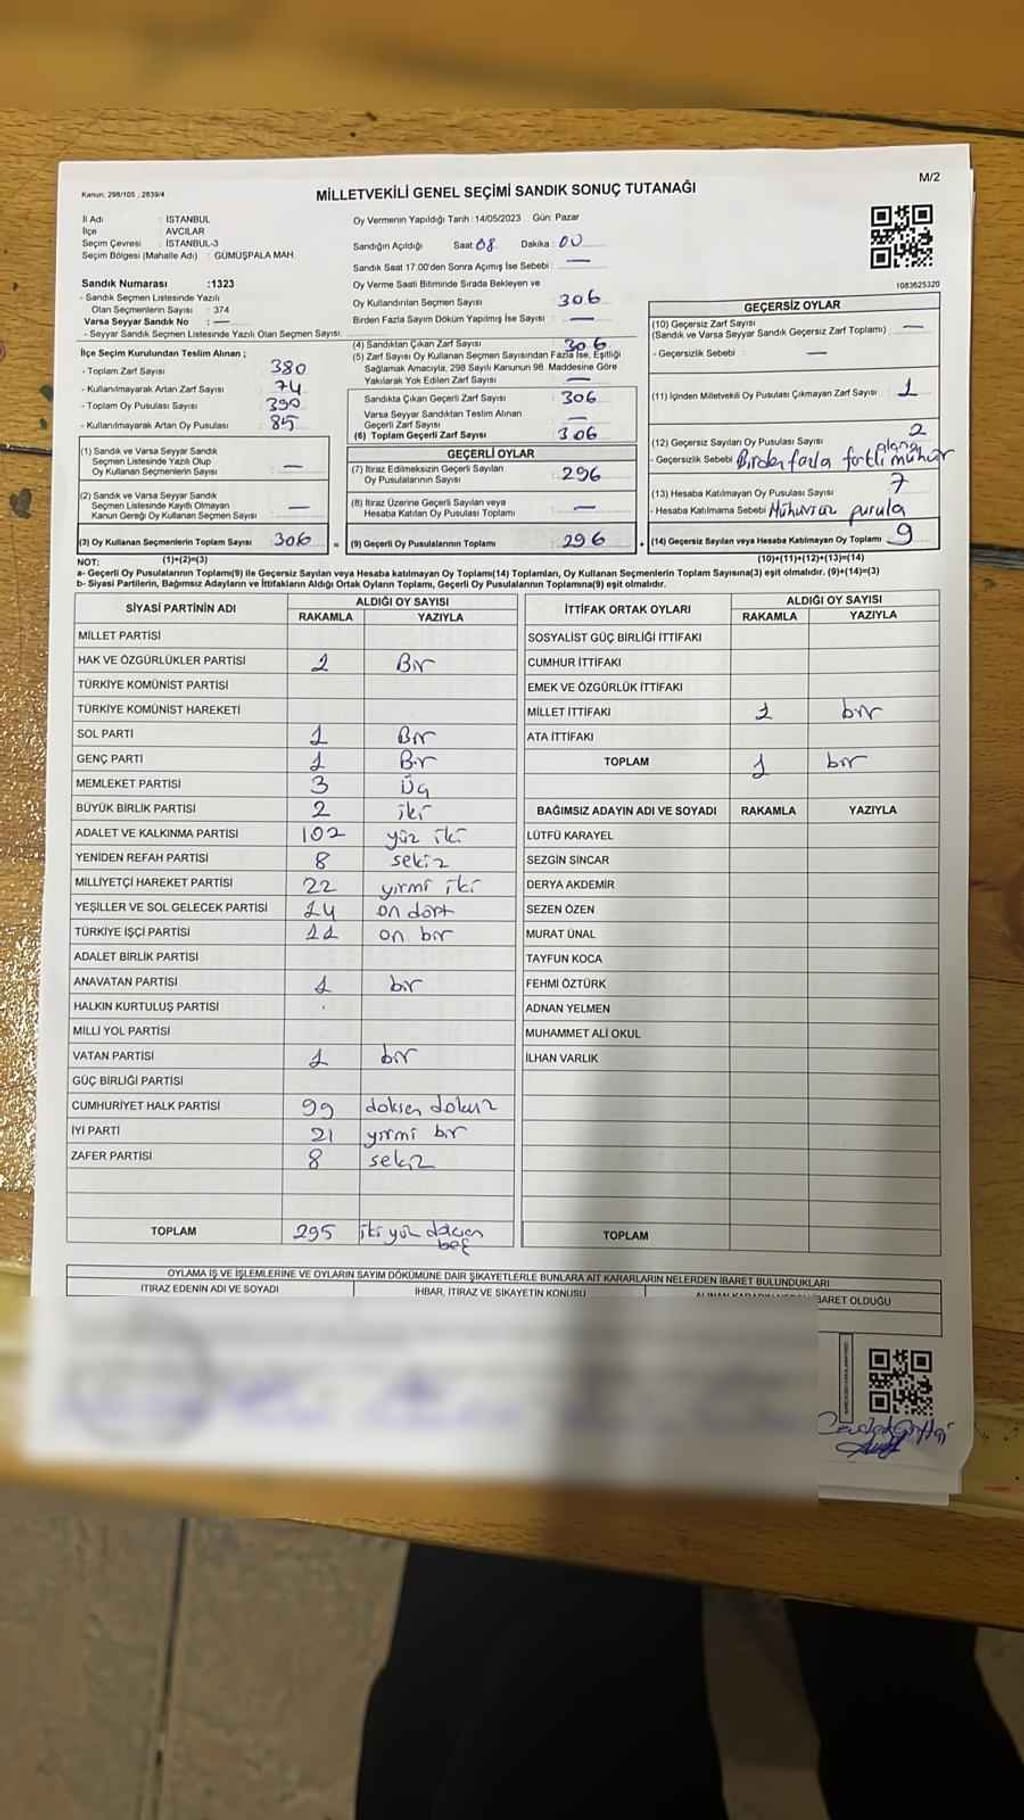 Kanun: 298/105 ; 2839/4
MİLLETVEKİLİ GENEL SEÇİMİ SANDIK SONUÇ TUTANAĞI
M/2
İl Adı : İSTANBUL
İlçe : AVCILAR
Seçim Çevresi : İSTANBUL-3
Seçim Bölgesi (Mahalle Adı) : GÜMÜŞPALA MAH.
Oy Vermenin Yapıldığı Tarih : 14/05/2023 Gün: Pazar
Sandığın Açıldığı Saat 08 Dakika : 00
Sandık Saat 17.00'den Sonra Açımış İse Sebebi : —
Oy Verme Saati Bitiminde Sırada Bekleyen ve
Oy Kullandırılan Seçmen Sayısı 306
Birden Fazla Sayım Döküm Yapılmış İse Sayısı —
1083625320
Sandık Numarası :1323
- Sandık Seçmen Listesinde Yazılı
Olan Seçmenlerin Sayısı : 374
Varsa Seyyar Sandık No : —
- Seyyar Sandık Seçmen Listesinde Yazılı Olan Seçmen Sayısı:
İlçe Seçim Kurulundan Teslim Alınan ;
- Toplam Zarf Sayısı 380
- Kullanılmayarak Artan Zarf Sayısı 74
- Toplam Oy Pusulası Sayısı 390
- Kullanılmayarak Artan Oy Pusulası 85
(1) Sandık ve Varsa Seyyar Sandık
Seçmen Listesinde Yazılı Olup
Oy Kullanan Seçmenlerin Sayısı —
(2) Sandık ve Varsa Seyyar Sandık
Seçmen Listesinde Kayıtlı Olmayan
Kanun Gereği Oy Kullanan Seçmen Sayısı —
(3) Oy Kullanan Seçmenlerin Toplam Sayısı 306
(4) Sandıktan Çıkan Zarf Sayısı 306
(5) Zarf Sayısı Oy Kullanan Seçmen Sayısından Fazla İse, Eşitliği
Sağlamak Amacıyla, 298 Sayılı Kanunun 98. Maddesine Göre
Yakılarak Yok Edilen Zarf Sayısı —
Sandıkta Çıkan Geçerli Zarf Sayısı 306
Varsa Seyyar Sandıktan Teslim Alınan
Geçerli Zarf Sayısı —
(6) Toplam Geçerli Zarf Sayısı 306
GEÇERLİ OYLAR
(7) İtiraz Edilmeksizin Geçerli Sayılan
Oy Pusulalarının Sayısı 296
(8) İtiraz Üzerine Geçerli Sayılan veya
Hesaba Katılan Oy Pusulası Toplamı —
= (9) Geçerli Oy Pusulalarının Toplamı 296 +
GEÇERSİZ OYLAR
(10) Geçersiz Zarf Sayısı
(Sandık ve Varsa Seyyar Sandık Geçersiz Zarf Toplamı) —
- Geçersizlik Sebebi : —
(11) İçinden Milletvekili Oy Pusulası Çıkmayan Zarf Sayısı : 1
(12) Geçersiz Sayılan Oy Pusulası Sayısı 2
- Geçersizlik Sebebi Birden fazla farklı alana mühür
(13) Hesaba Katılmayan Oy Pusulası Sayısı 7
- Hesaba Katılmama Sebebi Mühürsüz pusula
(14) Geçersiz Sayılan veya Hesaba Katılmayan Oy Toplamı 9
NOT: (1)+(2)=(3) (10)+(11)+(12)+(13)=(14)
a- Geçerli Oy Pusulalarının Toplamı(9) ile Geçersiz Sayılan veya Hesaba katılmayan Oy Toplamı(14) Toplamları, Oy Kullanan Seçmenlerin Toplam Sayısına(3) eşit olmalıdır. (9)+(14)=(3)
b- Siyasi Partilerin, Bağımsız Adayların ve İttifakların Aldığı Ortak Oyların Toplamı, Geçerli Oy Pusulalarının Toplamına(9) eşit olmalıdır.
SİYASİ PARTİNİN ADI ALDIĞI OY SAYISI
RAKAMLA YAZIYLA
MİLLET PARTİSİ
HAK VE ÖZGÜRLÜKLER PARTİSİ 1 Bir
TÜRKİYE KOMÜNİST PARTİSİ
TÜRKİYE KOMÜNİST HAREKETİ
SOL PARTİ 1 Bir
GENÇ PARTİ 1 Bir
MEMLEKET PARTİSİ 3 Üç
BÜYÜK BİRLİK PARTİSİ 2 iki
ADALET VE KALKINMA PARTİSİ 102 yüz iki
YENİDEN REFAH PARTİSİ 8 sekiz
MİLLİYETÇİ HAREKET PARTİSİ 22 yirmi iki
YEŞİLLER VE SOL GELECEK PARTİSİ 14 on dört
TÜRKİYE İŞÇİ PARTİSİ 11 on bir
ADALET BİRLİK PARTİSİ
ANAVATAN PARTİSİ 1 bir
HALKIN KURTULUŞ PARTİSİ
MİLLİ YOL PARTİSİ
VATAN PARTİSİ 1 bir
GÜÇ BİRLİĞİ PARTİSİ
CUMHURİYET HALK PARTİSİ 99 doksan dokuz
İYİ PARTİ 21 yirmi bir
ZAFER PARTİSİ 8 sekiz
TOPLAM 295 iki yüz doksan beş
İTTİFAK ORTAK OYLARI ALDIĞI OY SAYISI
RAKAMLA YAZIYLA
SOSYALİST GÜÇ BİRLİĞİ İTTİFAKI
CUMHUR İTTİFAKI
EMEK VE ÖZGÜRLÜK İTTİFAKI
MİLLET İTTİFAKI 1 bir
ATA İTTİFAKI
TOPLAM 1 bir
BAĞIMSIZ ADAYIN ADI VE SOYADI RAKAMLA YAZIYLA
LÜTFÜ KARAYEL
SEZGİN SİNCAR
DERYA AKDEMİR
SEZEN ÖZEN
MURAT ÜNAL
TAYFUN KOCA
FEHMİ ÖZTÜRK
ADNAN YELMEN
MUHAMMET ALİ OKUL
İLHAN VARLIK
TOPLAM
OYLAMA İŞ VE İŞLEMLERİNE VE OYLARIN SAYIM DÖKÜMÜNE DAİR ŞİKAYETLERLE BUNLARA AİT KARARLARIN NELERDEN İBARET BULUNDUKLARI
İTİRAZ EDENİN ADI VE SOYADI İHBAR, İTİRAZ VE ŞİKAYETİN KONUSU BARET OLDUĞU